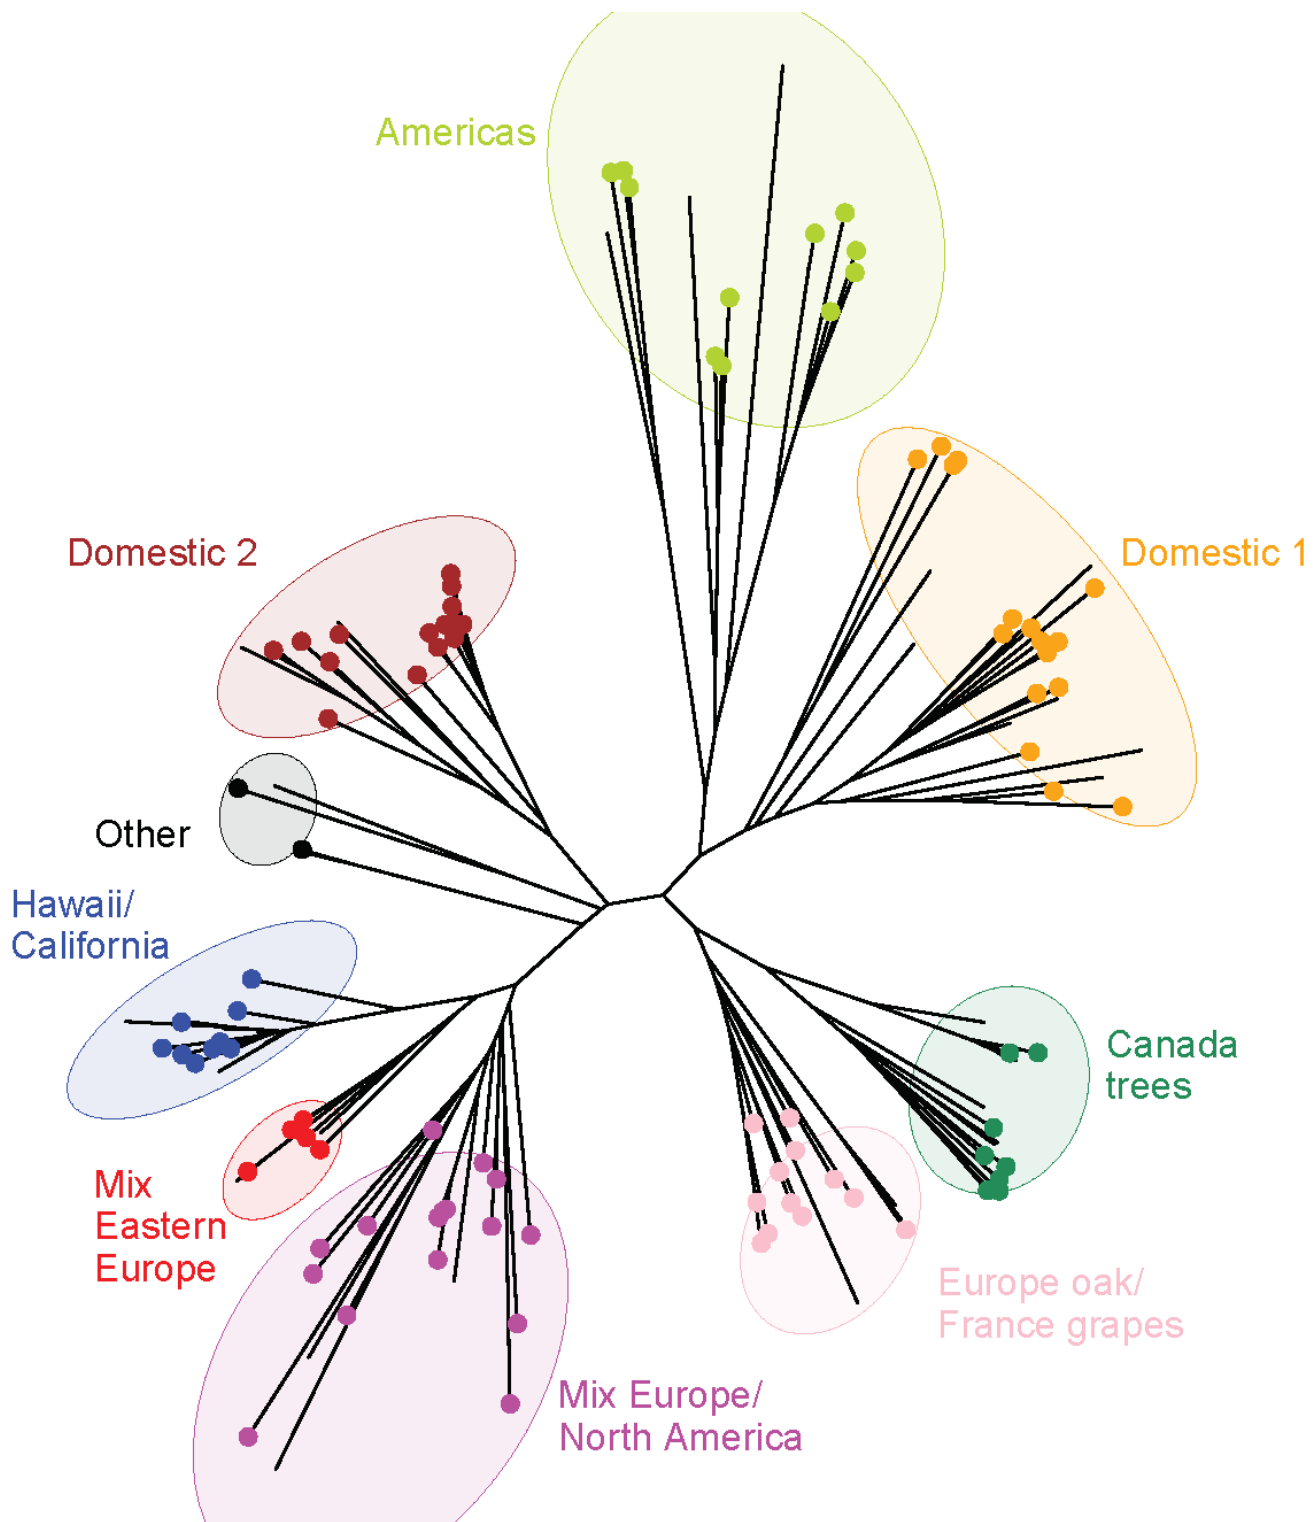 Americas
Domestic 2
Domestic 1
Other
Hawaii/
California
Canada
trees
Mix
Eastern
Europe
Europe oak/
France grapes
Mix Europe/
North America